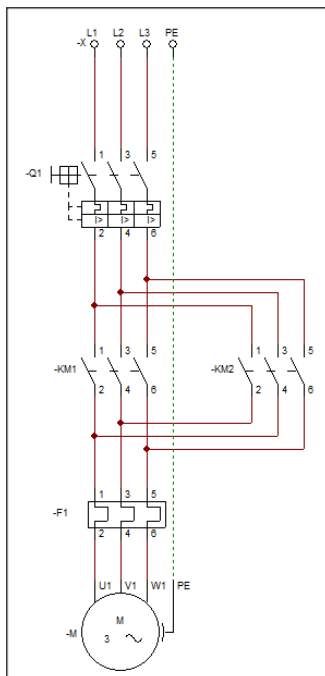 L1 L2 L3 PE
-X
1 3 5
-Q1
I> I> I>
2 4 6
1 3 5 1 3 5
-KM1 -KM2
2 4 6 2 4 6
1 3 5
-F1
2 4 6
U1 V1 W1 PE
M
-M 3